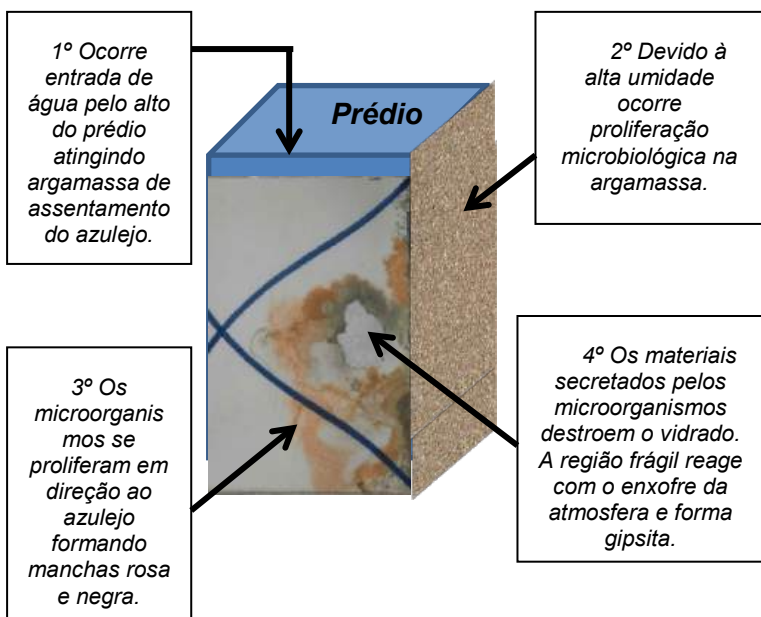 1º Ocorre
entrada de
água pelo alto
do prédio
atingindo
argamassa de
assentamento
do azulejo.
Prédio
2º Devido à
alta umidade
ocorre
proliferação
microbiológica na
argamassa.
3º Os
microorganis
mos se
proliferam em
direção ao
azulejo
formando
manchas rosa
e negra.
4º Os materiais
secretados pelos
microorganismos
destroem o vidrado.
A região frágil reage
com o enxofre da
atmosfera e forma
gipsita.